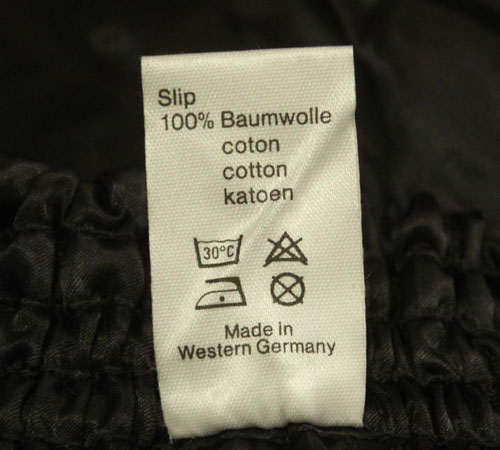 Slip
100% Baumwolle
coton
cotton
katoen
30°C
Made in
Western Germany